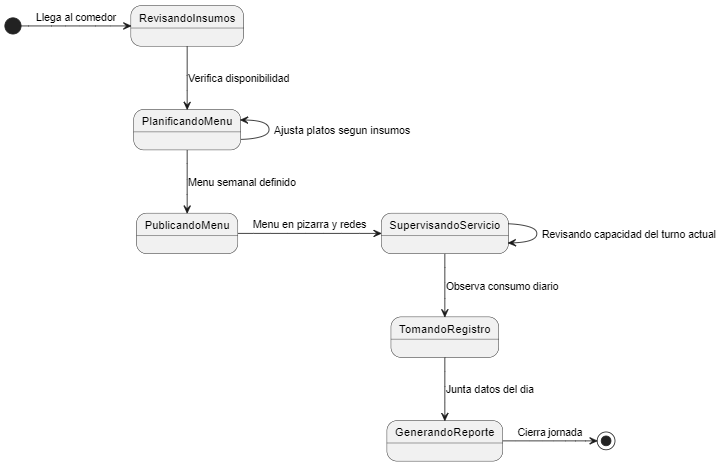 Llega al comedor
RevisandoInsumos
Verifica disponibilidad
PlanificandoMenu
Ajusta platos segun insumos
Menu semanal definido
PublicandoMenu
Menu en pizarra y redes
SupervisandoServicio
Revisando capacidad del turno actual
Observa consumo diario
TomandoRegistro
Junta datos del dia
GenerandoReporte
Cierra jornada